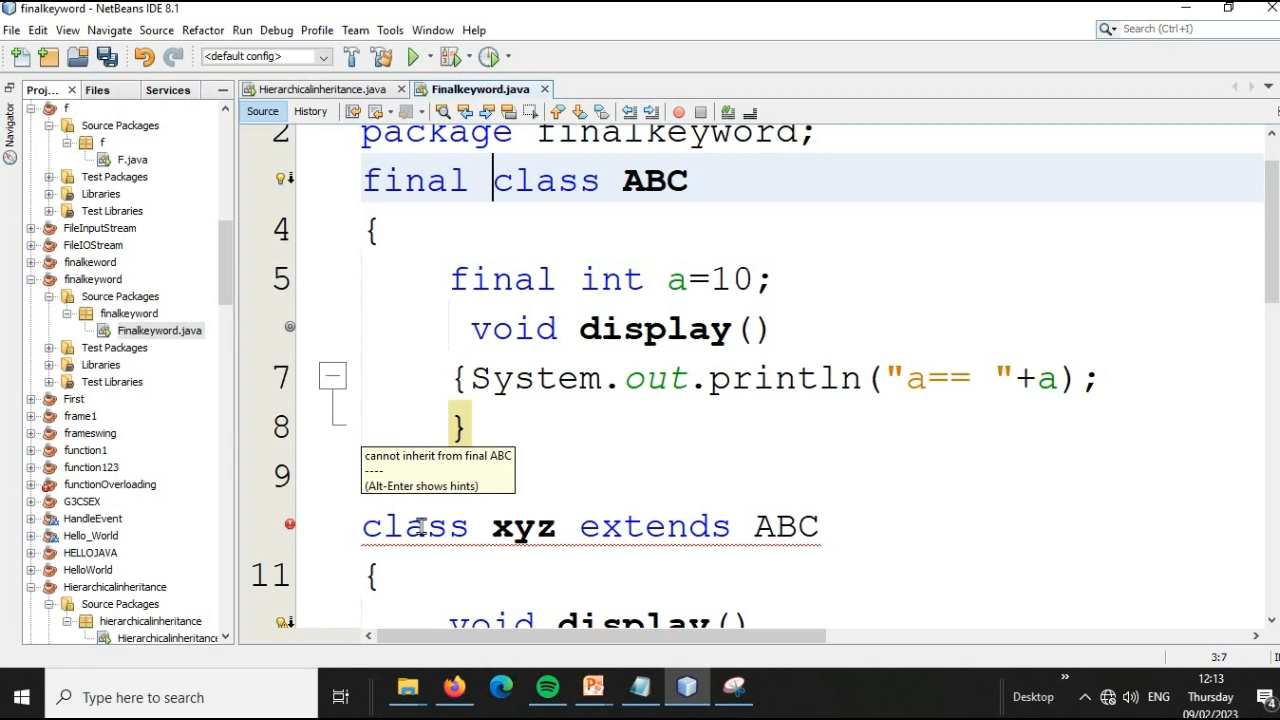 finalkeyword - NetBeans IDE 8.1
File Edit View Navigate Source Refactor Run Debug Profile Team Tools Window Help
Search (Ctrl+I)
<default config>
Proj... Files Services
Hierarchicalinheritance.java Finalkeyword.java
Source History
Navigator
f
Source Packages
f
F.java
Test Packages
Libraries
Test Libraries
FileInputStream
FileIOStream
finalkeword
finalkeyword
Source Packages
finalkeyword
Finalkeyword.java
Test Packages
Libraries
Test Libraries
First
frame1
frameswing
function1
function123
functionOverloading
G3CSEX
HandleEvent
Hello_World
HELLOJAVA
HelloWorld
Hierarchicalinheritance
Source Packages
hierarchicalinheritance
Hierarchicalinheritance
2 package finalkeyword;
final class ABC
4 {
5 final int a=10;
void display()
7 {System.out.println("a== "+a);
8 }
9
cannot inherit from final ABC
----
(Alt-Enter shows hints)
class xyz extends ABC
11 {
void display()
3:7
Type here to search
Desktop
ENG
12:13
Thursday
09/02/2023
4